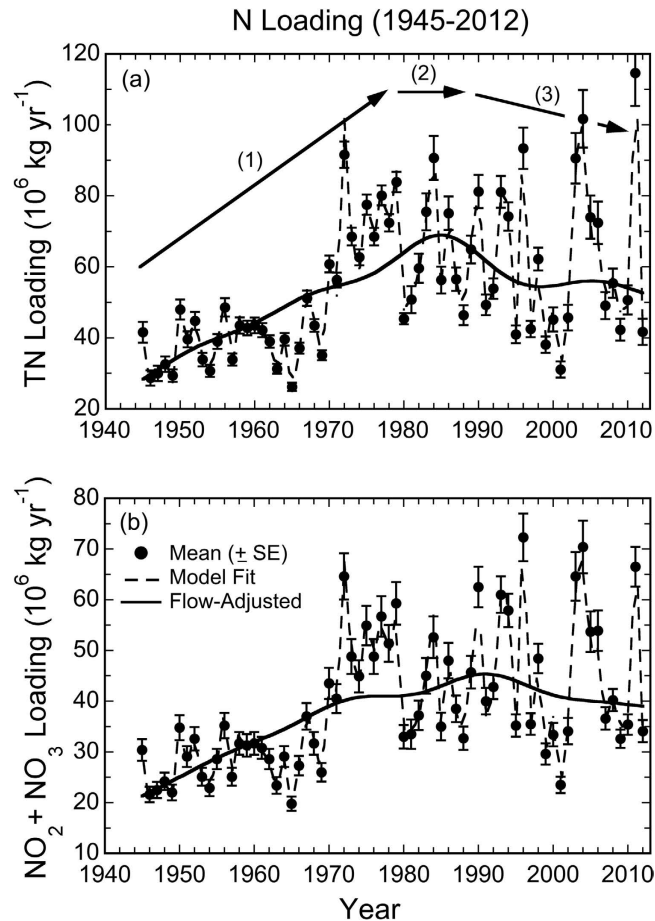 N Loading (1945-2012)
TN Loading (10⁶ kg yr⁻¹)
120
100
80
60
40
20
(a)
(1)
(2)
(3)
1940 1950 1960 1970 1980 1990 2000 2010
NO₂ + NO₃ Loading (10⁶ kg yr⁻¹)
80
70
60
50
40
30
20
10
(b)
Mean (± SE)
Model Fit
Flow-Adjusted
1940 1950 1960 1970 1980 1990 2000 2010
Year